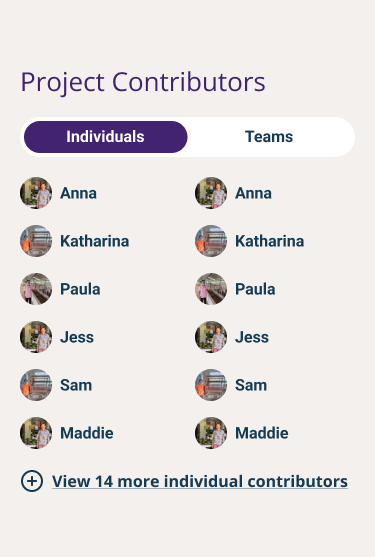 Project Contributors
Individuals Teams
Anna Anna
Katharina Katharina
Paula Paula
Jess Jess
Sam Sam
Maddie Maddie
View 14 more individual contributors